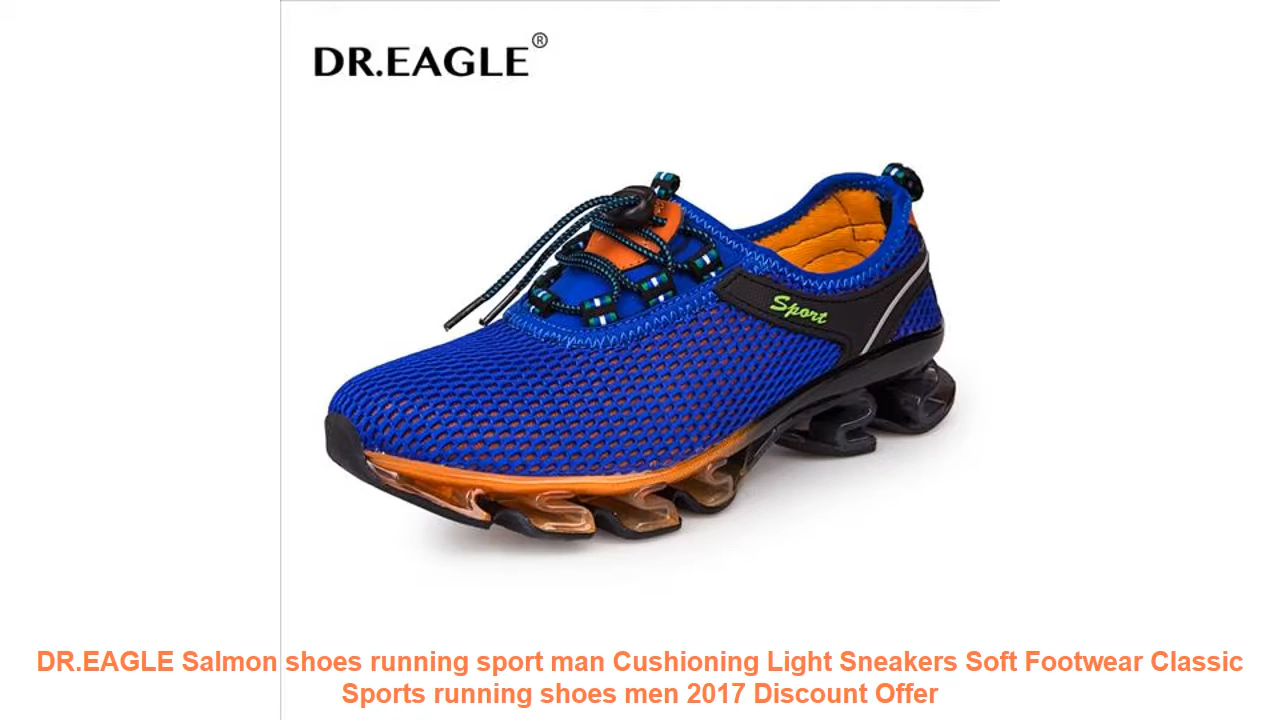 DR.EAGLE®
Sport
DR.EAGLE Salmon shoes running sport man Cushioning Light Sneakers Soft Footwear Classic
Sports running shoes men 2017 Discount Offer